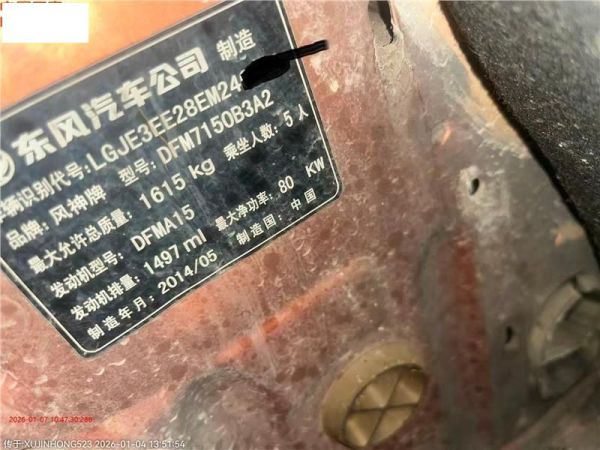 东风汽车公司 制造
车辆识别代号:LGJE3EE28EM24
品牌:风神牌 型号:DFM7150B3A2
最大允许总质量:1615 kg 乘坐人数:5 人
发动机型号:DFMA15 最大净功率:80 KW
发动机排量:1497 ml 制造国:中国
制造年月:2014/05
2026-01-07 10:47:30:286
传于:XUJINHONG523 2026-01-04 13:51:54